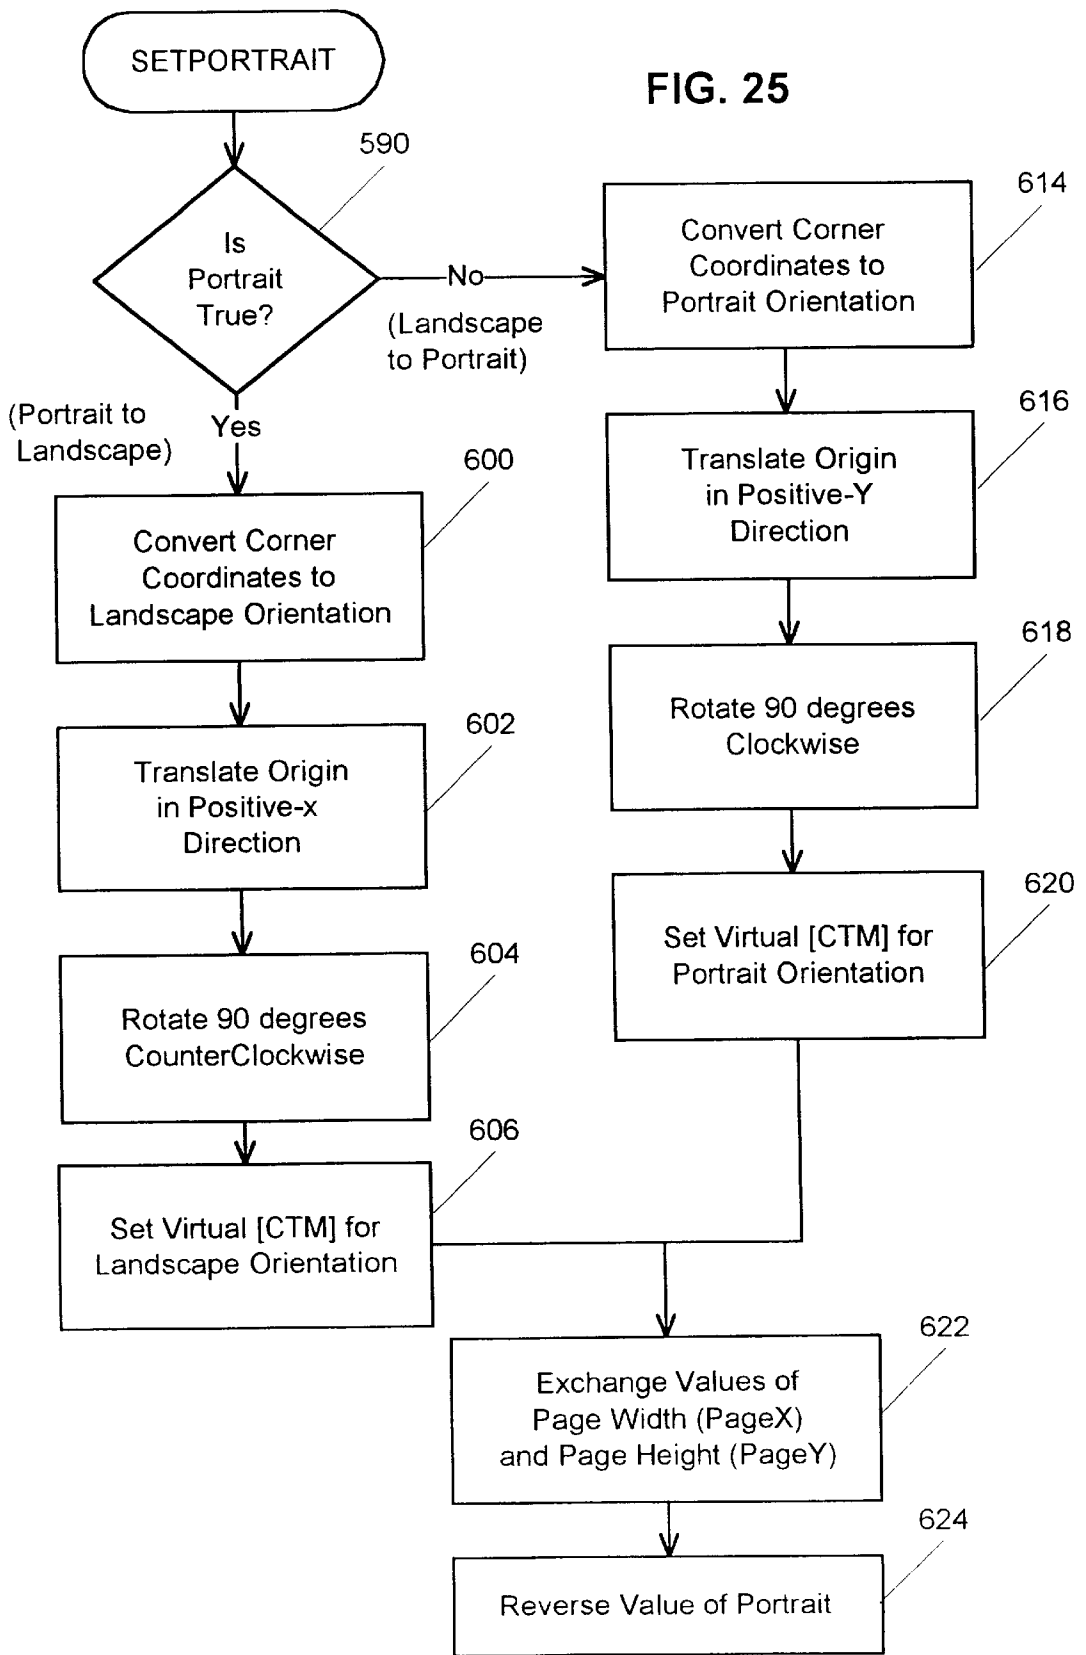 SETPORTRAIT
FIG. 25
590
Is
Portrait
True?
No
(Landscape
to Portrait)
(Portrait to
Landscape)
Yes
600
Convert Corner
Coordinates to
Landscape Orientation
602
Translate Origin
in Positive-x
Direction
604
Rotate 90 degrees
CounterClockwise
606
Set Virtual [CTM] for
Landscape Orientation
614
Convert Corner
Coordinates to
Portrait Orientation
616
Translate Origin
in Positive-Y
Direction
618
Rotate 90 degrees
Clockwise
620
Set Virtual [CTM] for
Portrait Orientation
622
Exchange Values of
Page Width (PageX)
and Page Height (PageY)
624
Reverse Value of Portrait